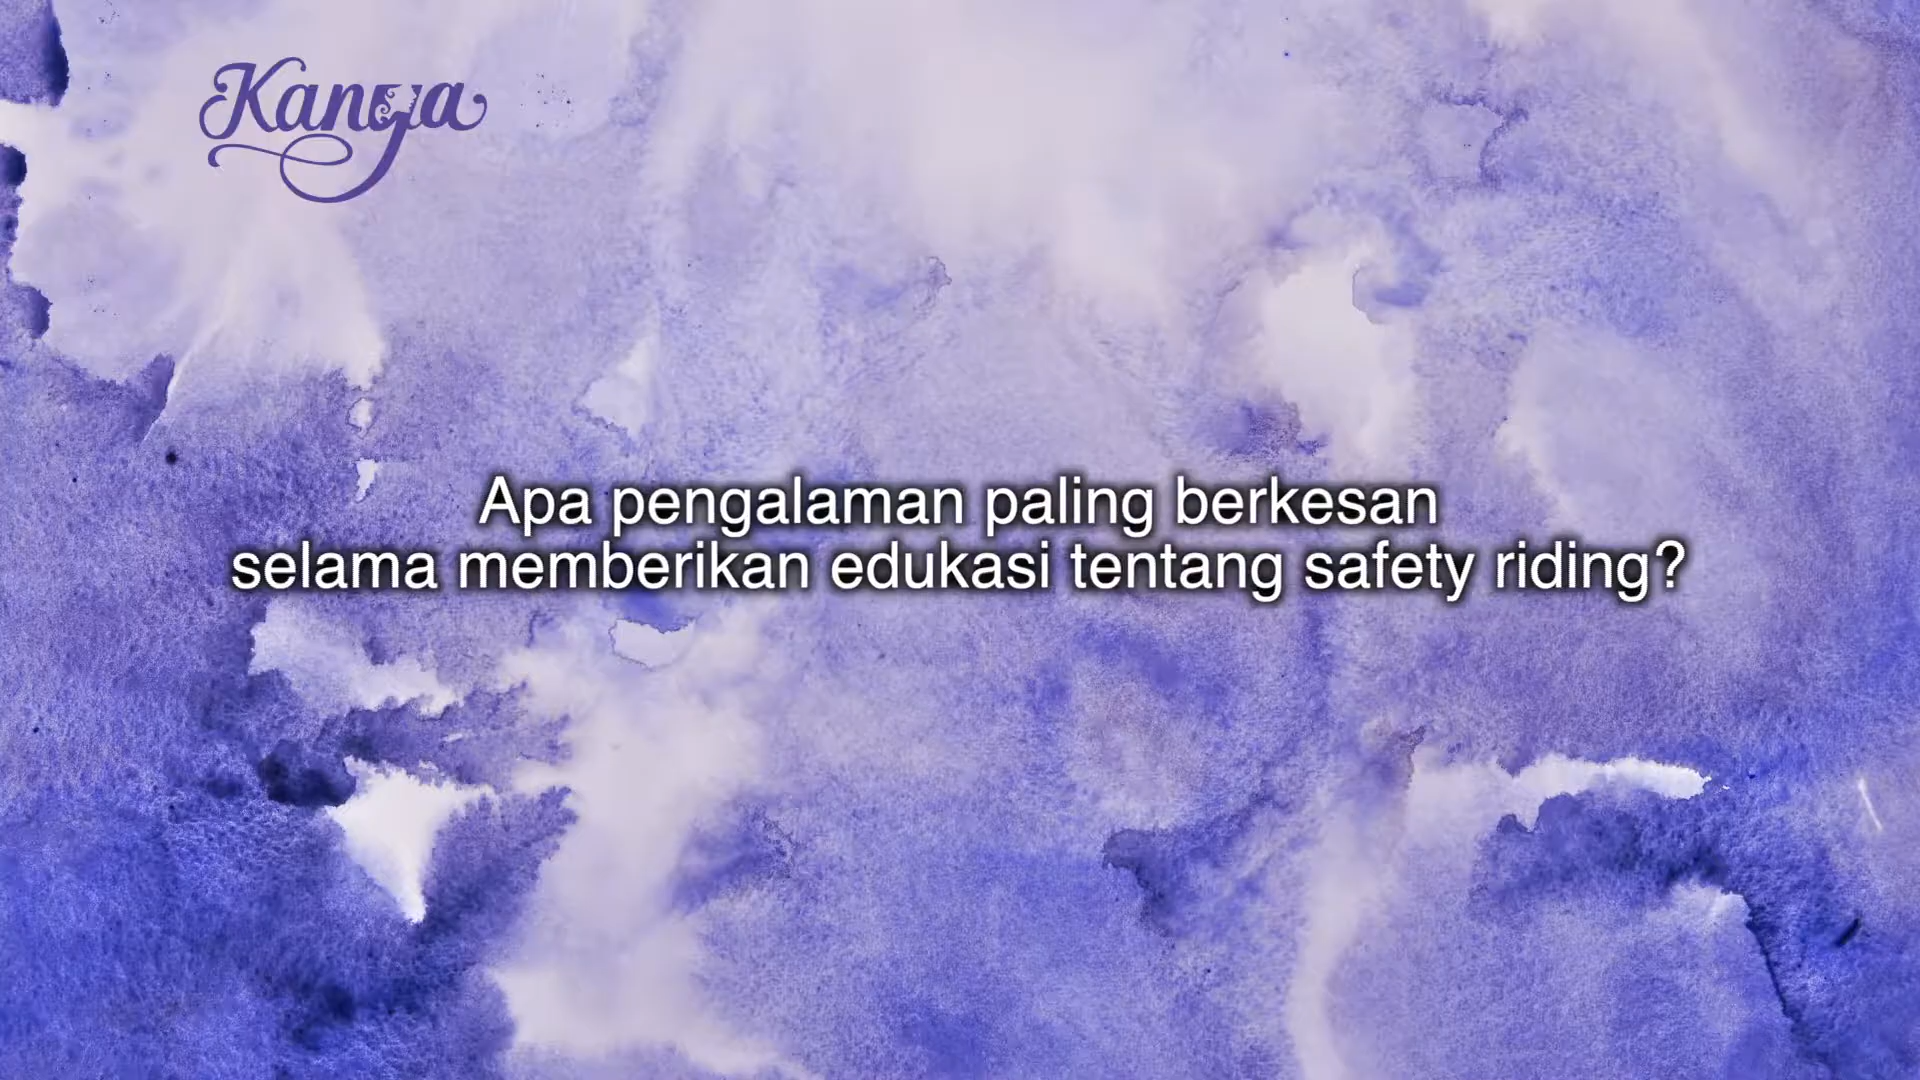 Kanya
Apa pengalaman paling berkesan
selama memberikan edukasi tentang safety riding?